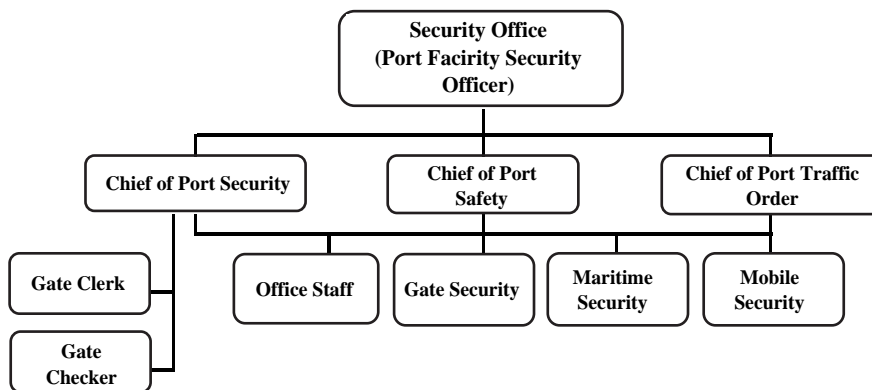 Security Office
(Port Facirity Security
Officer)
Chief of Port Security
Chief of Port
Safety
Chief of Port Traffic
Order
Gate Clerk
Office Staff
Gate Security
Maritime
Security
Mobile
Security
Gate
Checker